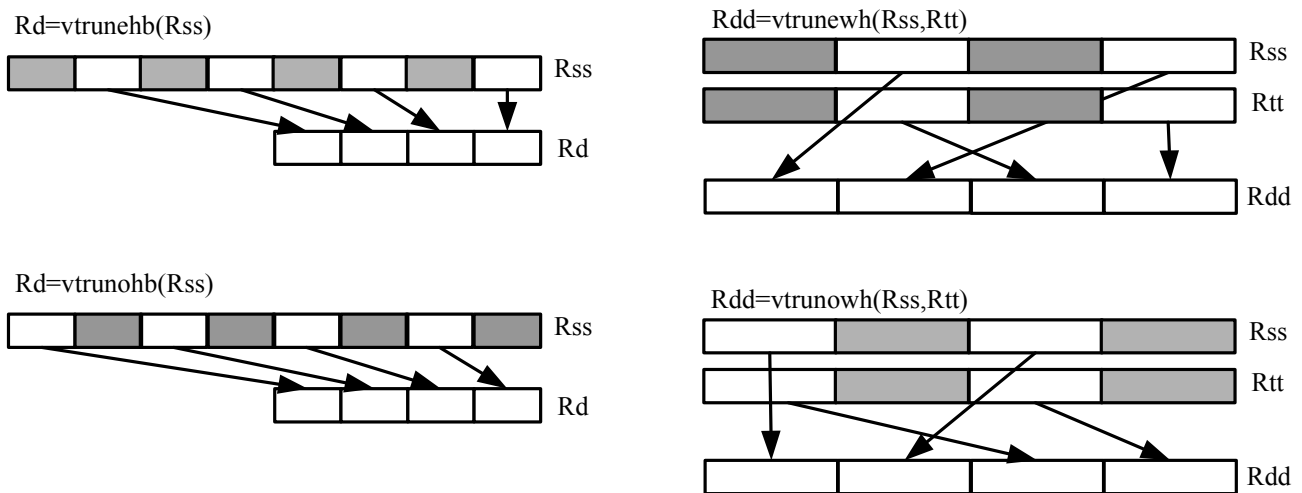 Rd=vtrunehb(Rss)
Rss
Rd
Rdd=vtrunewh(Rss,Rtt)
Rss
Rtt
Rdd
Rd=vtrunohb(Rss)
Rss
Rd
Rdd=vtrunowh(Rss,Rtt)
Rss
Rtt
Rdd